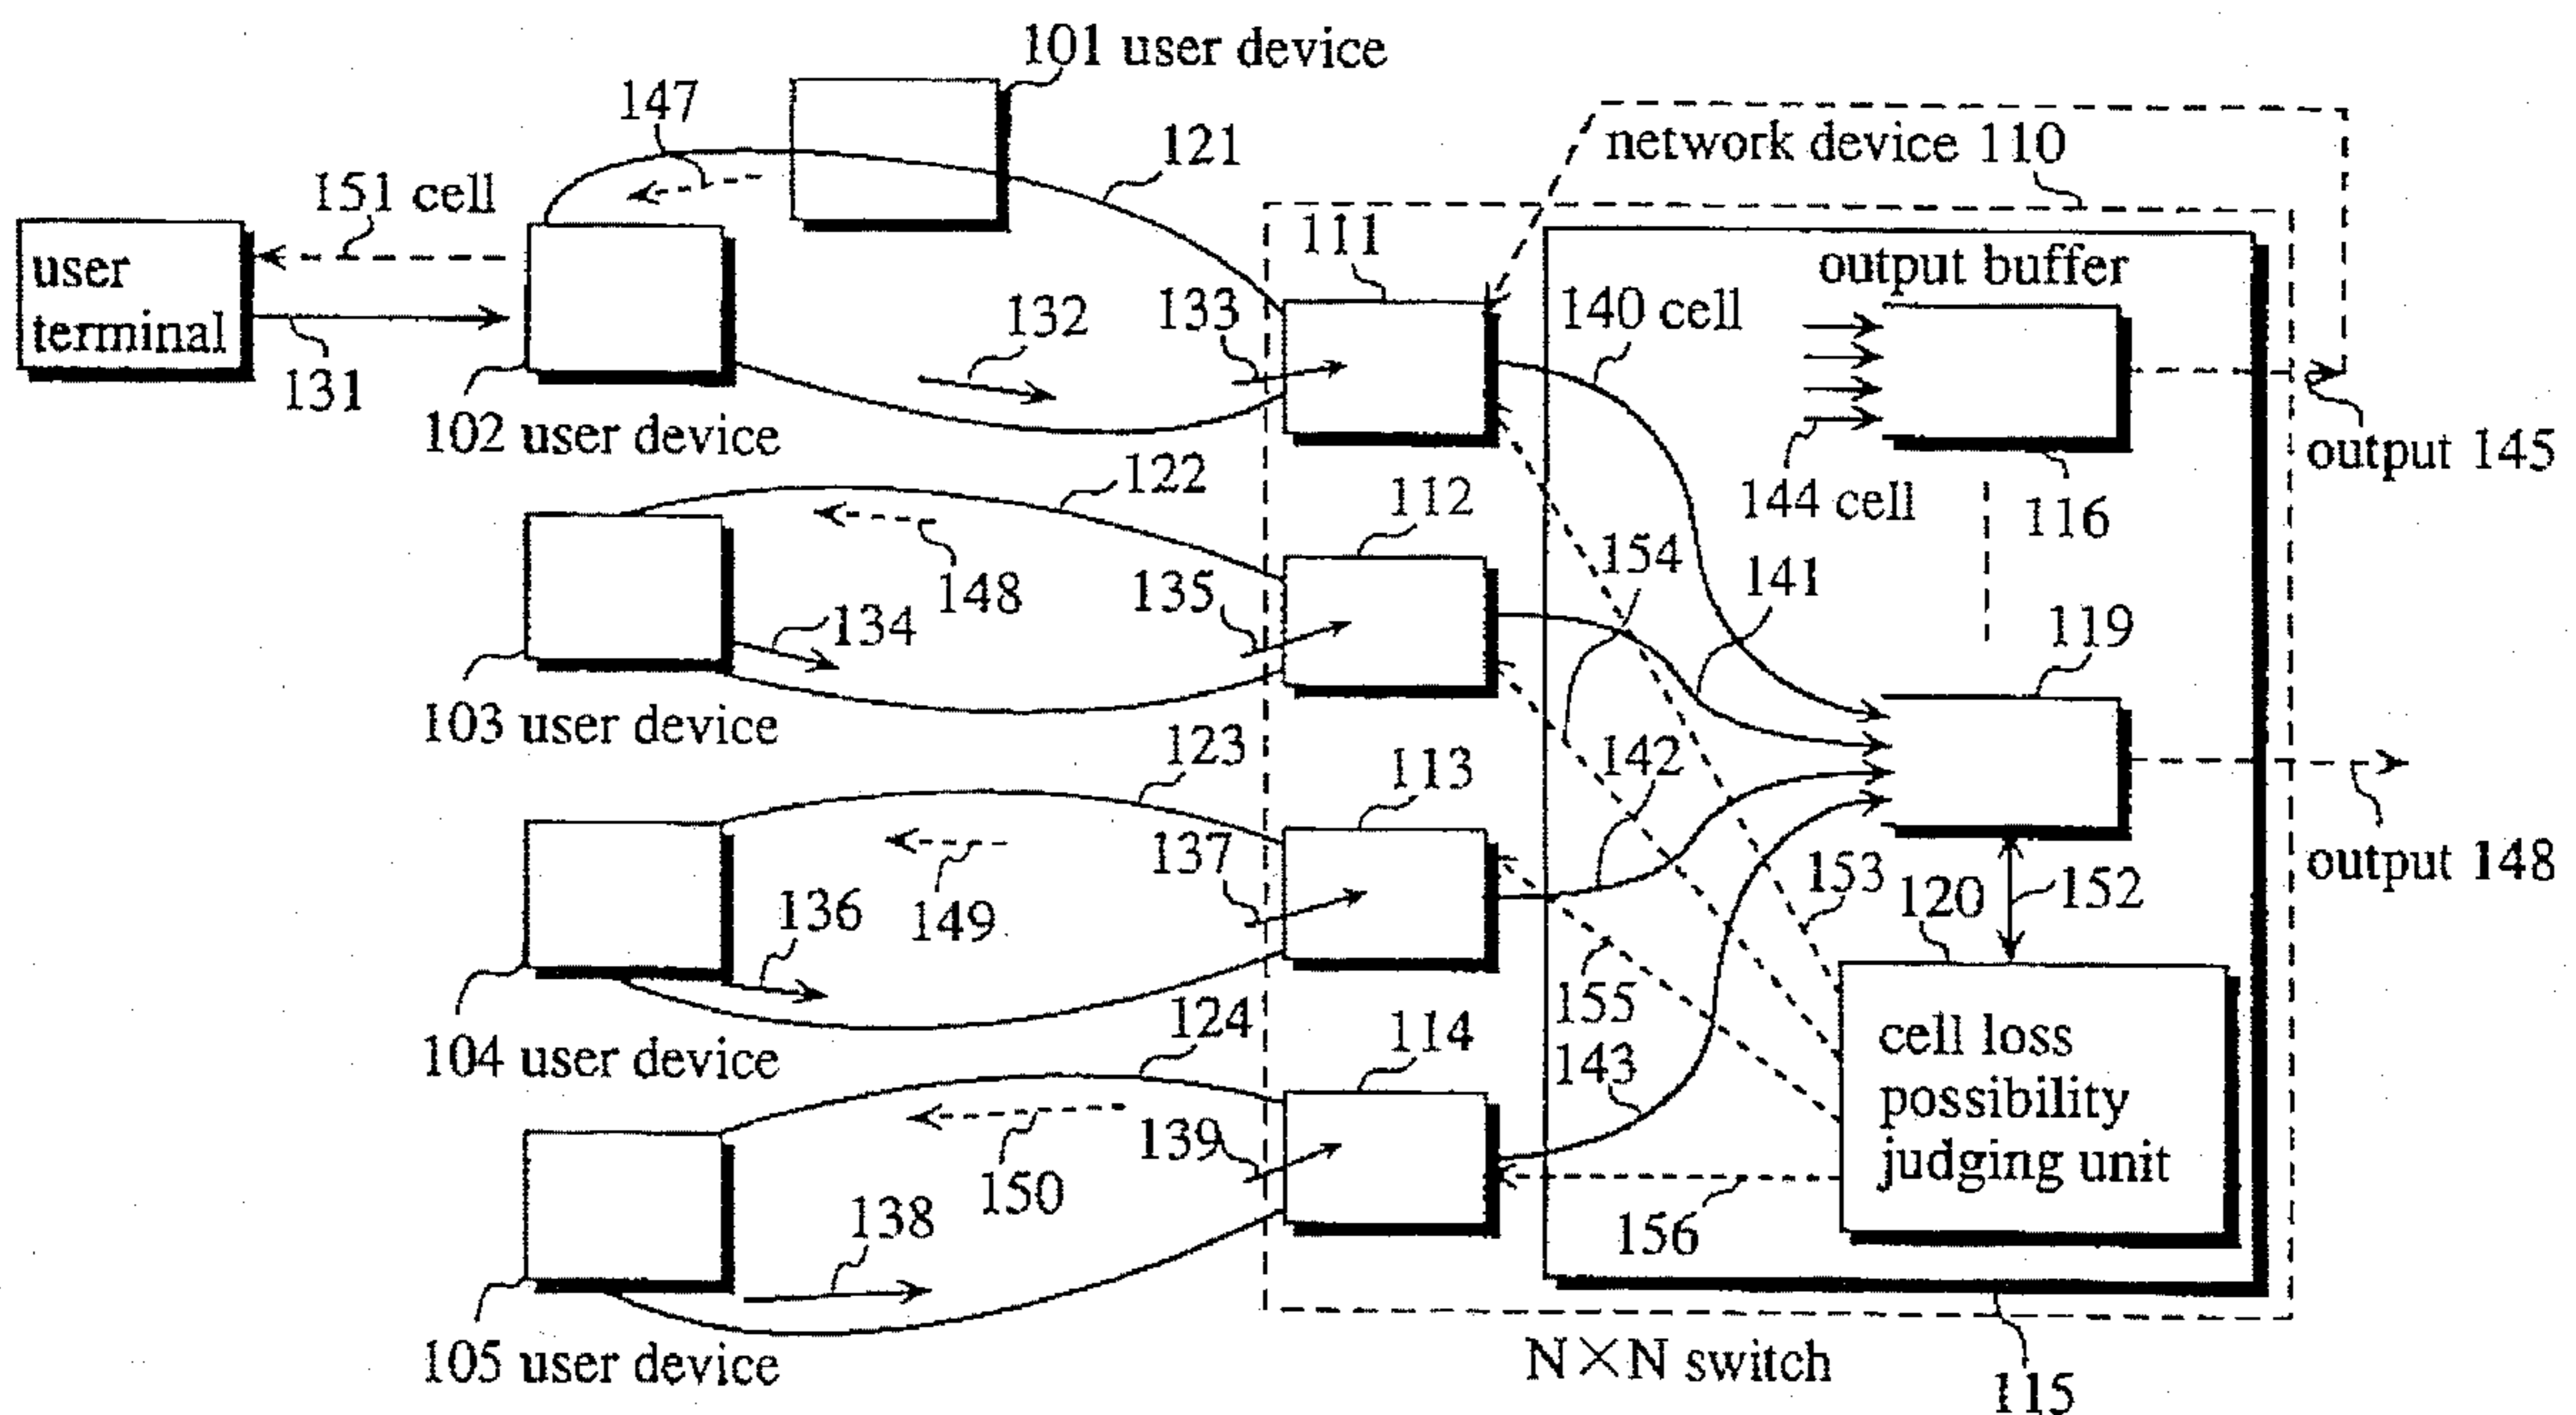 101 user device
147
121
network device 110
151 cell
111
output buffer
user
terminal
140 cell
132
133
131
102 user device
output 145
144 cell
116
122
112
154
141
148
135
134
119
103 user device
123
142
113
137
153
120
152
output 148
136
149
155
104 user device
124
114
143
cell loss
possibility
judging unit
139
150
138
156
105 user device
N×N switch
115